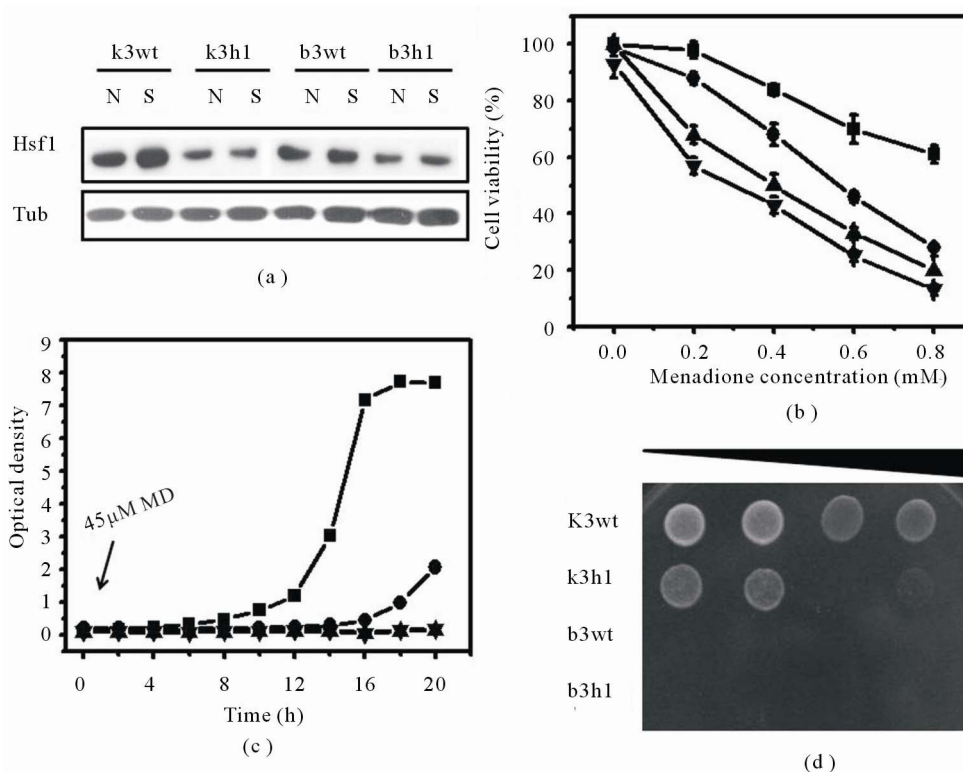 k3wt k3h1 b3wt b3h1
N S N S N S N S
Hsf1
Tub
(a)
Cell viability (%)
100
80
60
40
20
0
0.0 0.2 0.4 0.6 0.8
Menadione concentration (mM)
(b)
Optical density
9
8
7
6
5
4
3
2
1
0
45μM MD
0 4 8 12 16 20
Time (h)
(c)
K3wt
k3h1
b3wt
b3h1
(d)